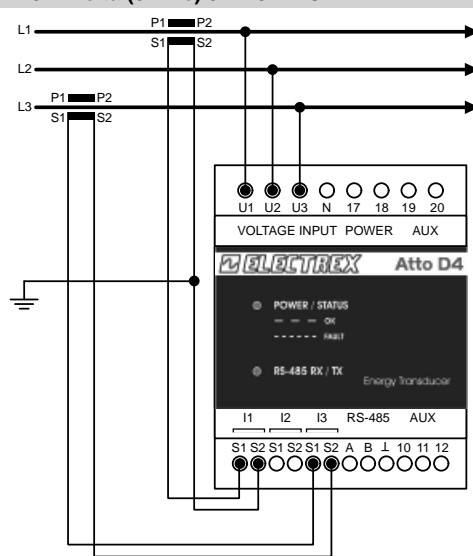 L1 P1 P2
S1 S2
L2
P1 P2
L3 S1 S2
U1 U2 U3 N 17 18 19 20
VOLTAGE INPUT POWER AUX
ELECTREX Atto D4
POWER / STATUS
OK
FAULT
RS-485 RX / TX
Energy Transducer
I1 I2 I3 RS-485 AUX
S1 S2 S1 S2 S1 S2 A B ⊥ 10 11 12